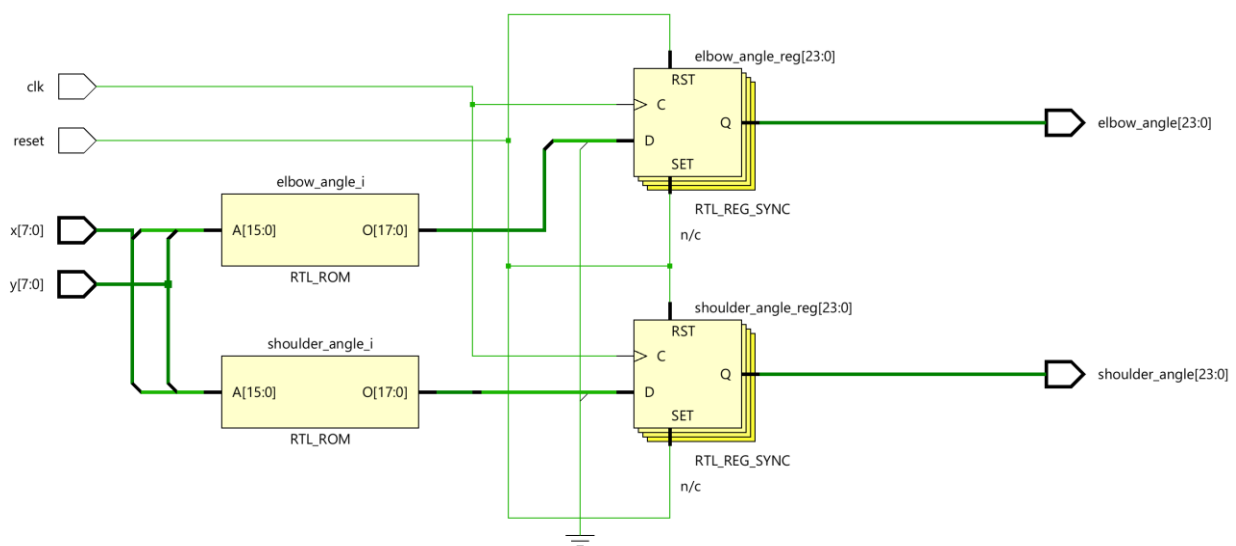 clk
reset
x[7:0]
y[7:0]
elbow_angle_i
A[15:0] O[17:0]
RTL_ROM
shoulder_angle_i
A[15:0] O[17:0]
RTL_ROM
elbow_angle_reg[23:0]
RST
C
Q
D
SET
RTL_REG_SYNC
n/c
shoulder_angle_reg[23:0]
RST
C
Q
D
SET
RTL_REG_SYNC
n/c
elbow_angle[23:0]
shoulder_angle[23:0]